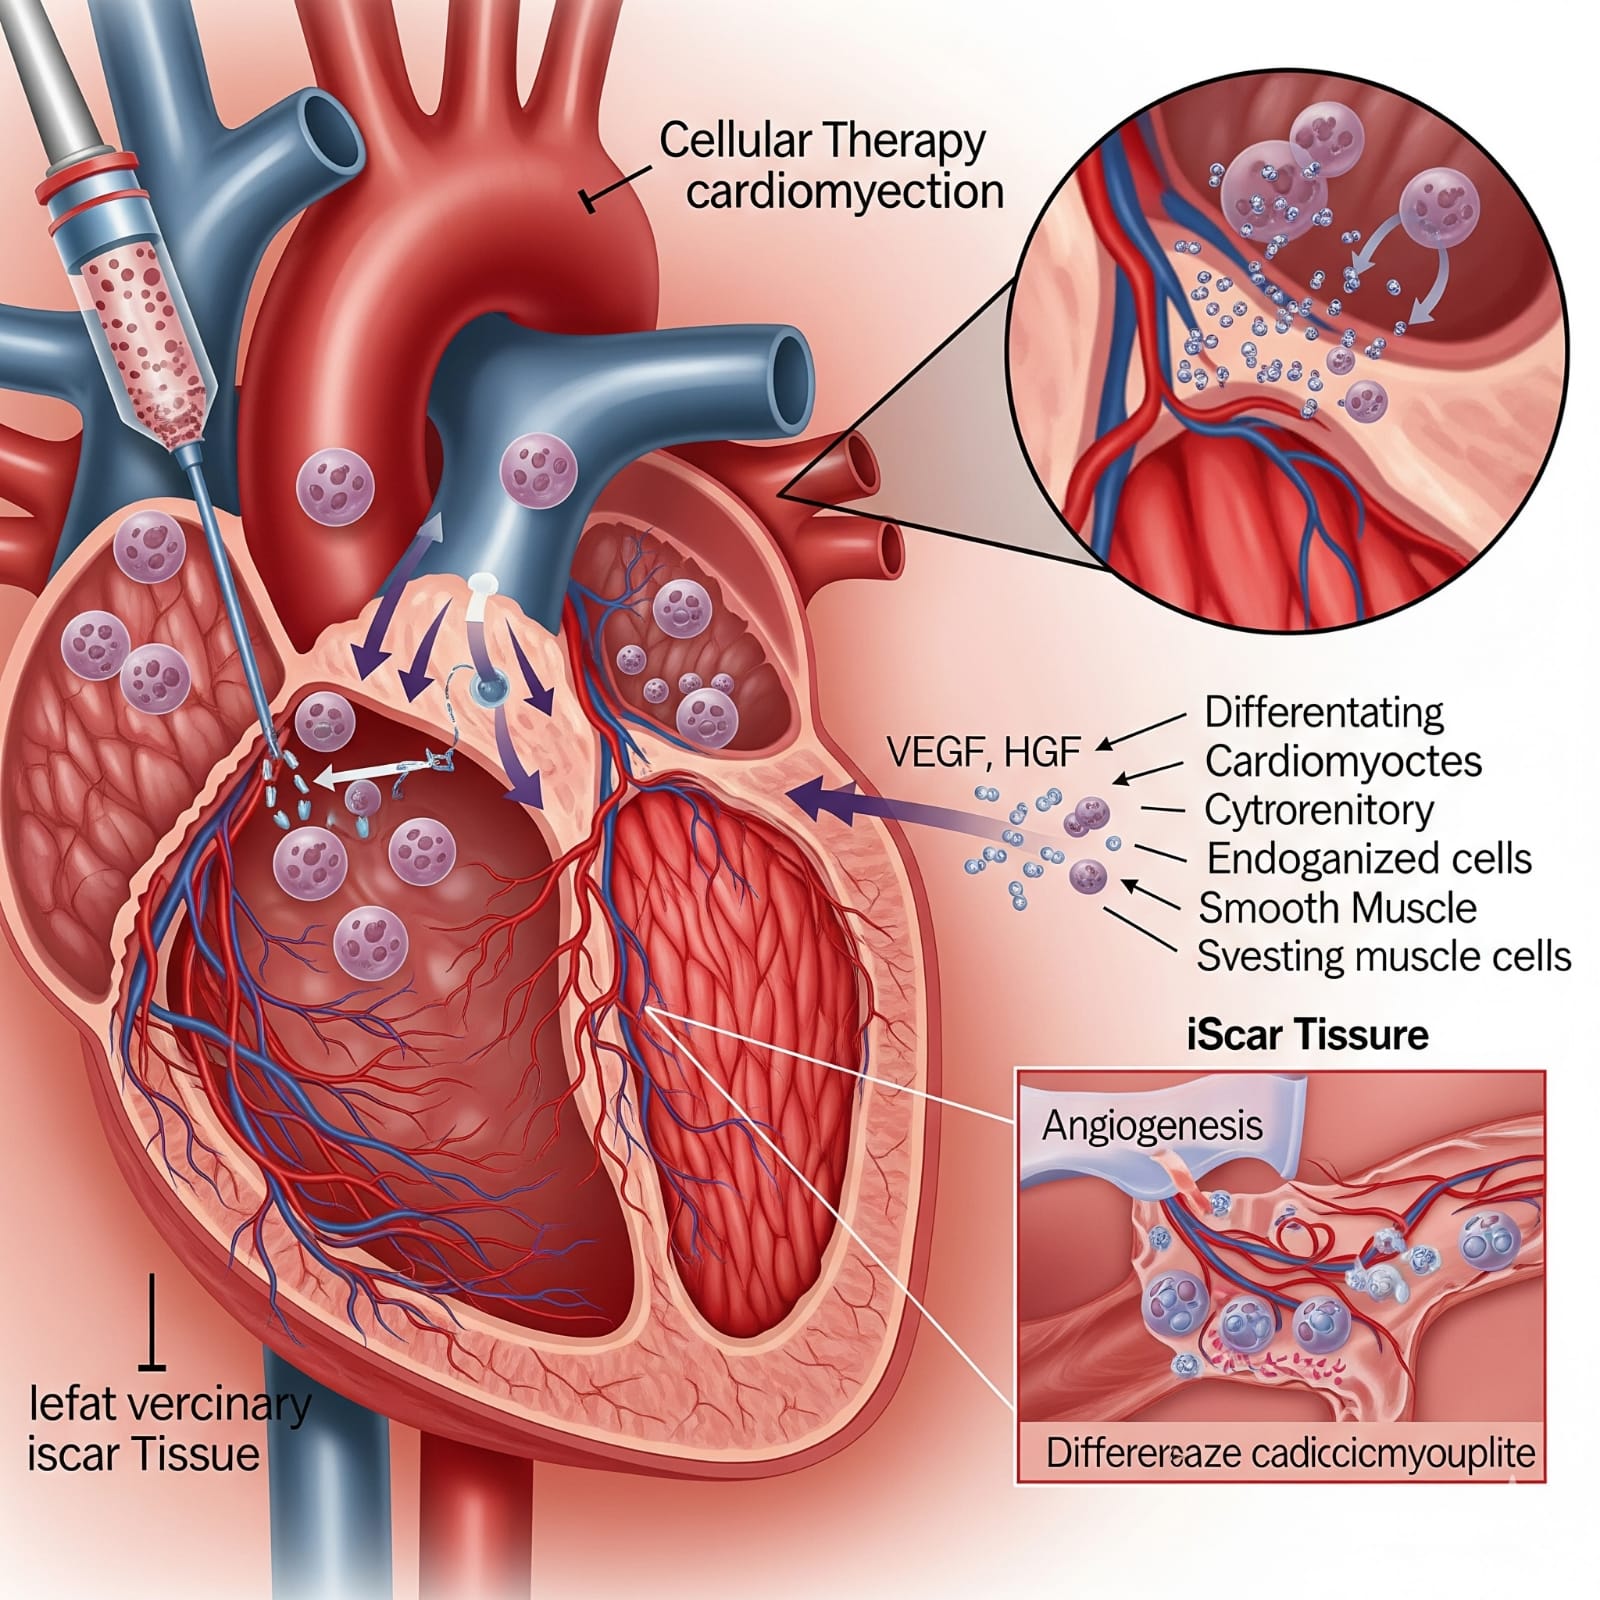 Cellular Therapy
cardiomyection
VEGF, HGF
Differentating
Cardiomyoctes
Cytrorenitory
Endoganized cells
Smooth Muscle
Svesting muscle cells
iScar Tissure
Angiogenesis
Differersaze cadiccicmyouplite
lefat vercinary
iscar Tissue